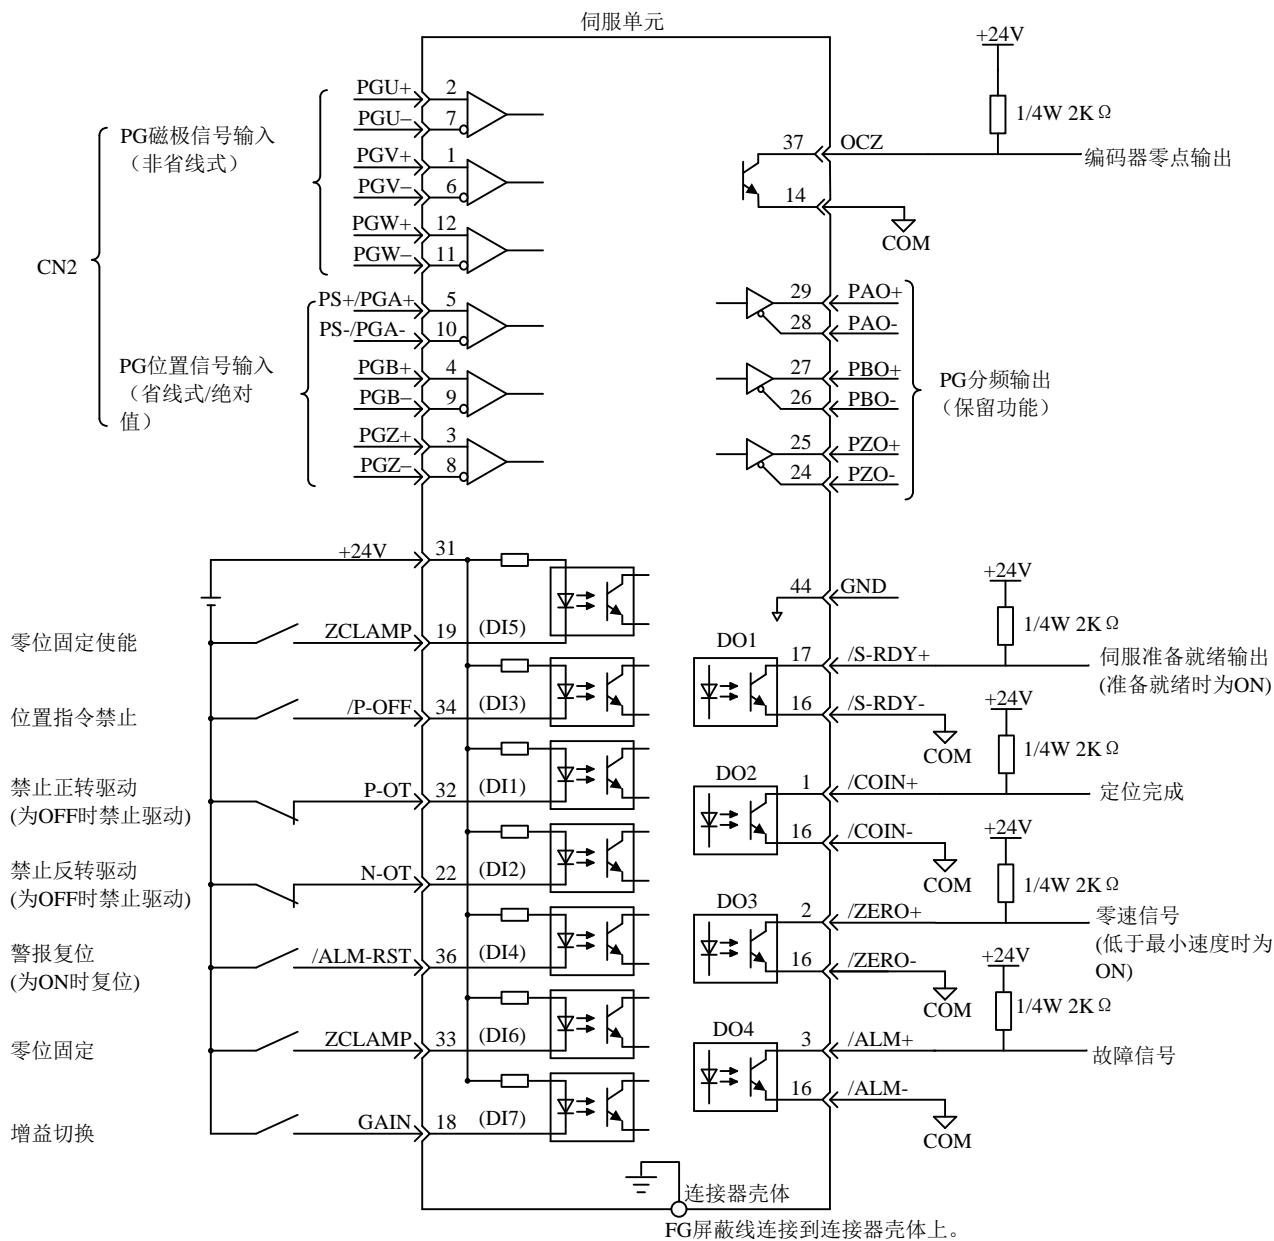 伺服单元
CN2
PG磁极信号输入
（非省线式）
PGU+
2
PGU–
7
PGV+
1
PGV–
6
PGW+
12
PGW–
11
PG位置信号输入
（省线式/绝对
值）
PS+/PGA+
5
PS-/PGA-
10
PGB+
4
PGB–
9
PGZ+
3
PGZ–
8
+24V
1/4W 2KΩ
37
OCZ
编码器零点输出
14
COM
29
PAO+
28
PAO-
27
PBO+
26
PBO-
25
PZO+
24
PZO-
PG分频输出
（保留功能）
+24V
31
零位固定使能
ZCLAMP
19
(DI5)
位置指令禁止
/P-OFF
34
(DI3)
禁止正转驱动
(为OFF时禁止驱动)
P-OT
32
(DI1)
禁止反转驱动
(为OFF时禁止驱动)
N-OT
22
(DI2)
警报复位
(为ON时复位)
/ALM-RST
36
(DI4)
零位固定
ZCLAMP
33
(DI6)
增益切换
GAIN
18
(DI7)
44
GND
+24V
1/4W 2KΩ
DO1
17
/S-RDY+
伺服准备就绪输出
(准备就绪时为ON)
16
/S-RDY-
COM
+24V
1/4W 2KΩ
DO2
1
/COIN+
定位完成
16
/COIN-
COM
+24V
1/4W 2KΩ
DO3
2
/ZERO+
零速信号
(低于最小速度时为
ON)
16
/ZERO-
COM
+24V
1/4W 2KΩ
DO4
3
/ALM+
故障信号
16
/ALM-
COM
连接器壳体
FG屏蔽线连接到连接器壳体上。